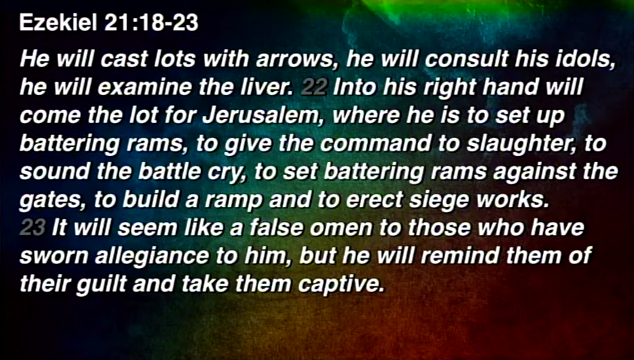 Ezekiel 21:18-23
He will cast lots with arrows, he will consult his idols,
he will examine the liver. 22 Into his right hand will
come the lot for Jerusalem, where he is to set up
battering rams, to give the command to slaughter, to
sound the battle cry, to set battering rams against the
gates, to build a ramp and to erect siege works.
23 It will seem like a false omen to those who have
sworn allegiance to him, but he will remind them of
their guilt and take them captive.